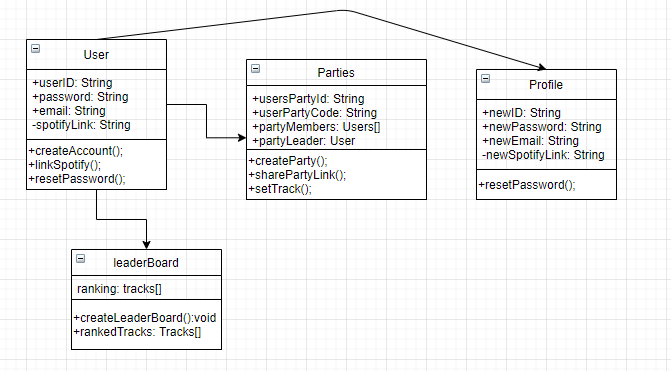 User
+userID: String
+password: String
+email: String
-spotifyLink: String
+createAccount();
+linkSpotify();
+resetPassword();
Parties
+usersPartyId: String
+userPartyCode: String
+partyMembers: Users[]
+partyLeader: User
+createParty();
+sharePartyLink();
+setTrack();
Profile
+newID: String
+newPassword: String
+newEmail: String
-newSpotifyLink: String
+resetPassword();
leaderBoard
ranking: tracks[]
+createLeaderBoard():void
+rankedTracks: Tracks[]